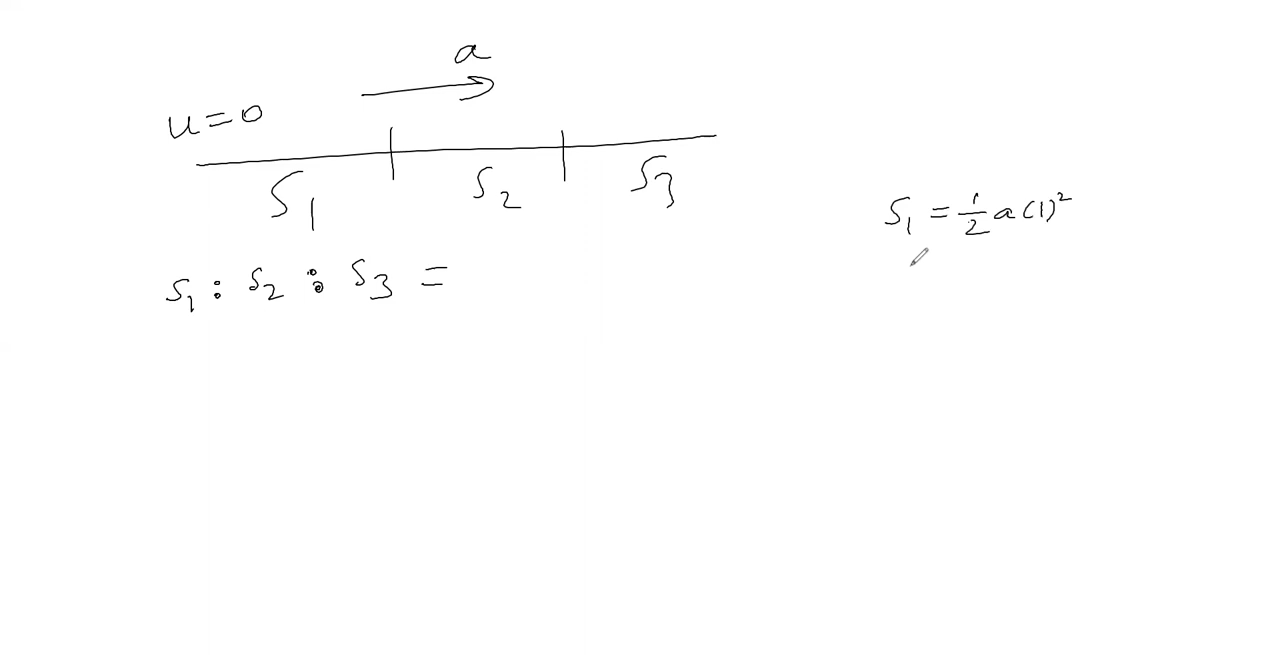 a
u=0
S₁ S₂ S₃
S₁ = 1/2 a(1)²
S₁ : S₂ : S₃ =